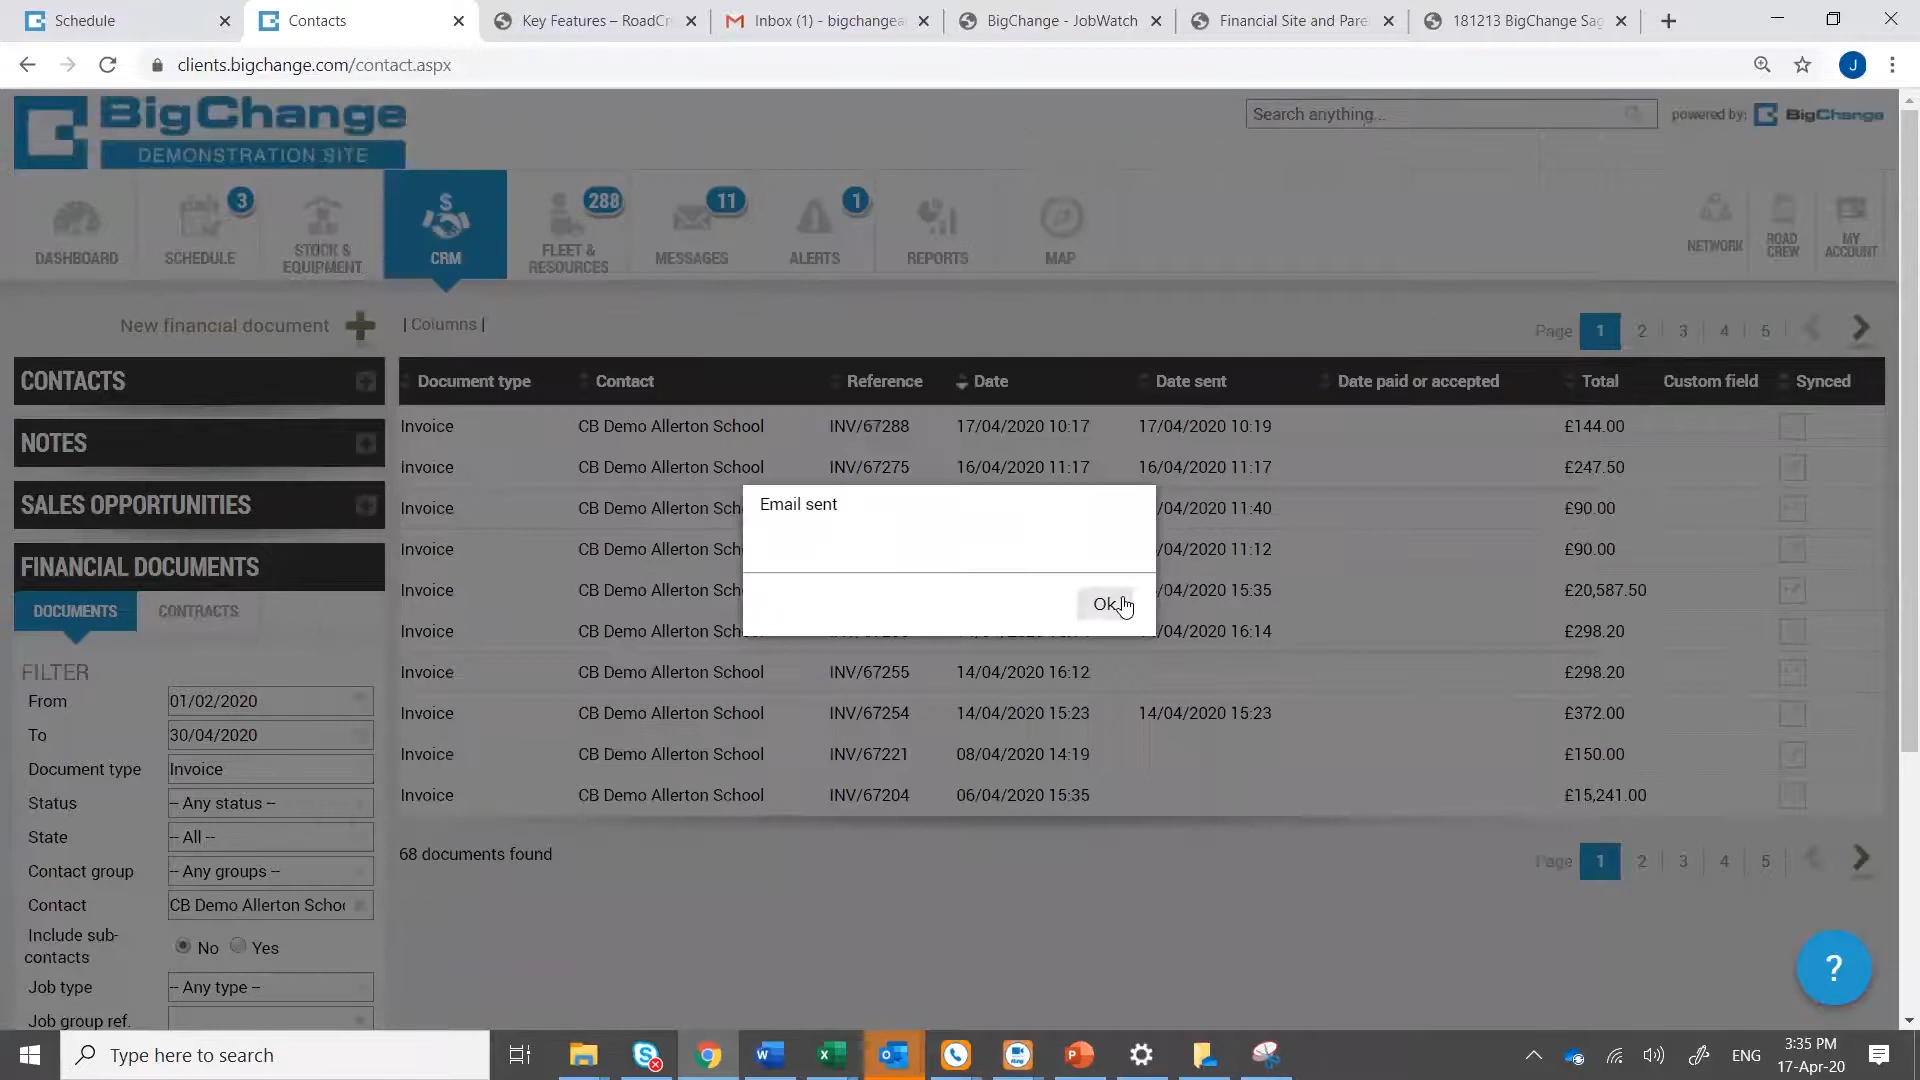 Schedule
Contacts
Key Features – RoadCr
Inbox (1) - bigchangea
BigChange - JobWatch
Financial Site and Pare
181213 BigChange Sag
clients.bigchange.com/contact.aspx
J
BigChange
DEMONSTRATION SITE
Search anything...
powered by: BigChange
DASHBOARD
SCHEDULE 3
STOCK & EQUIPMENT
CRM
FLEET & RESOURCES 288
MESSAGES 11
ALERTS 1
REPORTS
MAP
NETWORK
ROAD CREW
MY ACCOUNT
New financial document
| Columns |
Page 1 2 3 4 5
CONTACTS
NOTES
SALES OPPORTUNITIES
FINANCIAL DOCUMENTS
DOCUMENTS CONTRACTS
FILTER
From 01/02/2020
To 30/04/2020
Document type Invoice
Status -- Any status --
State -- All --
Contact group -- Any groups --
Contact CB Demo Allerton Schoo
Include sub-contacts No Yes
Job type -- Any type --
Job group ref.
Document type Contact Reference Date Date sent Date paid or accepted Total Custom field Synced
Invoice CB Demo Allerton School INV/67288 17/04/2020 10:17 17/04/2020 10:19 £144.00
Invoice CB Demo Allerton School INV/67275 16/04/2020 11:17 16/04/2020 11:17 £247.50
Invoice CB Demo Allerton Sch /04/2020 11:40 £90.00
Invoice CB Demo Allerton Sch /04/2020 11:12 £90.00
Invoice CB Demo Allerton Sch /04/2020 15:35 £20,587.50
Invoice CB Demo Allerton Sch /04/2020 16:14 £298.20
Invoice CB Demo Allerton School INV/67255 14/04/2020 16:12 £298.20
Invoice CB Demo Allerton School INV/67254 14/04/2020 15:23 14/04/2020 15:23 £372.00
Invoice CB Demo Allerton School INV/67221 08/04/2020 14:19 £150.00
Invoice CB Demo Allerton School INV/67204 06/04/2020 15:35 £15,241.00
Email sent
Ok
68 documents found
Page 1 2 3 4 5
?
Type here to search
ENG
3:35 PM
17-Apr-20